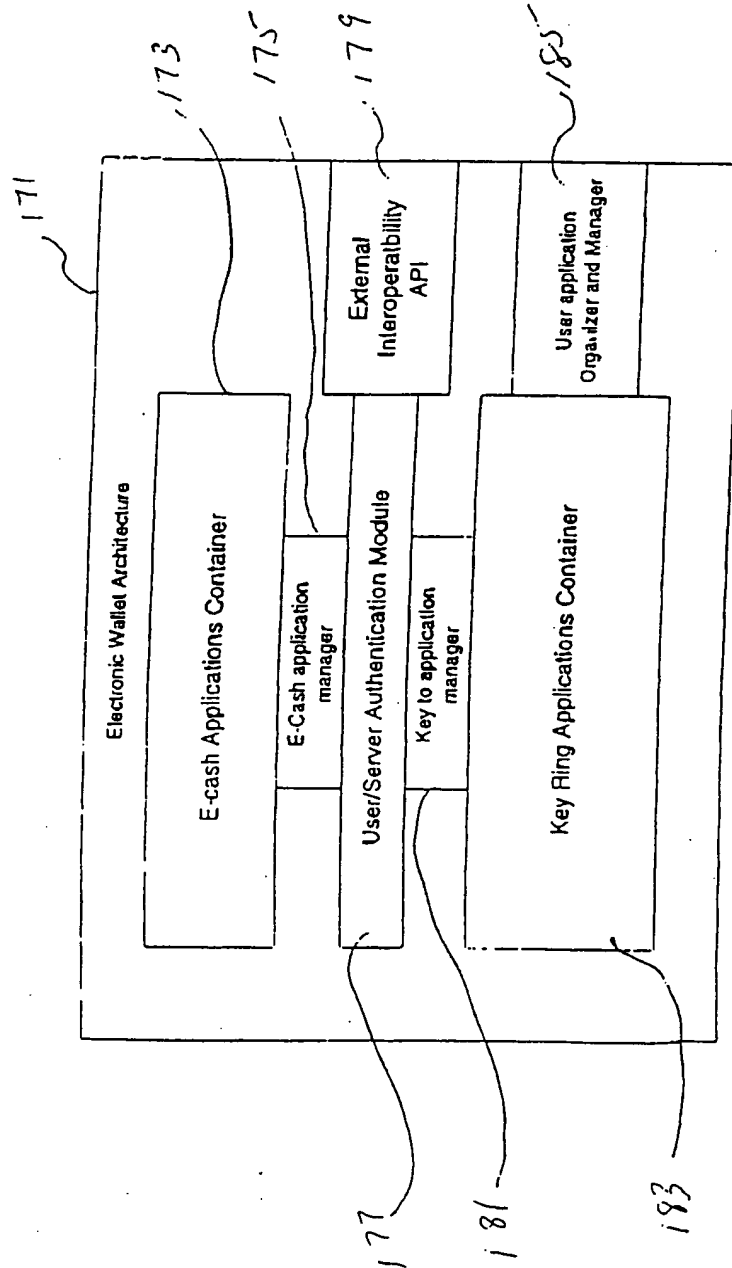 171
173
175
179
185
Electronic Wallet Architecture
E-cash Applications Container
E-Cash application
manager
User/Server Authentication Module
External
Interoperatbility
API
Key to application
manager
Key Ring Applications Container
User application
Organizer and Manager
177
181
183